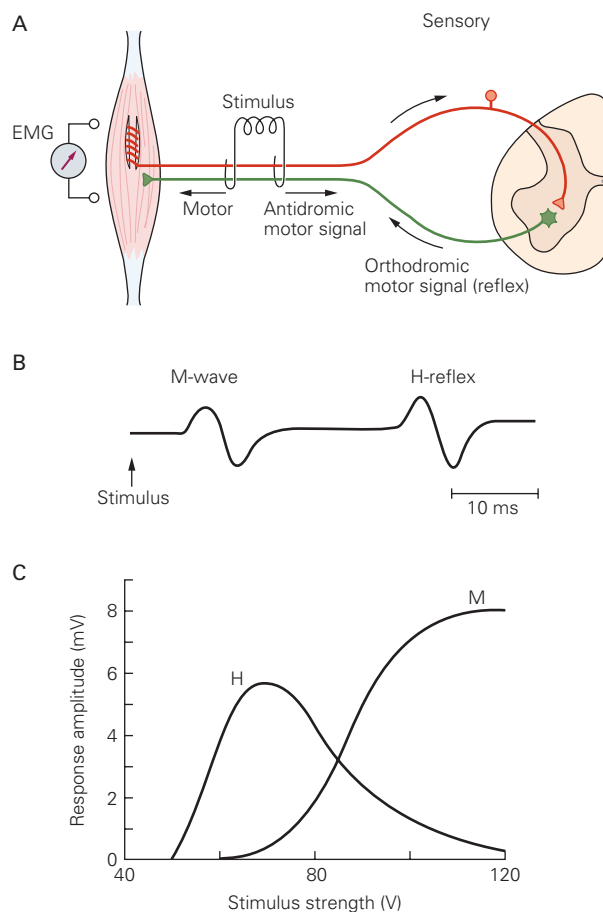 A
Sensory
Stimulus
EMG
Motor
Antidromic
motor signal
Orthodromic
motor signal (reflex)
B
M-wave
H-reflex
Stimulus
10 ms
C
Response amplitude (mV)
8
6
4
2
0
H
M
40
80
120
Stimulus strength (V)